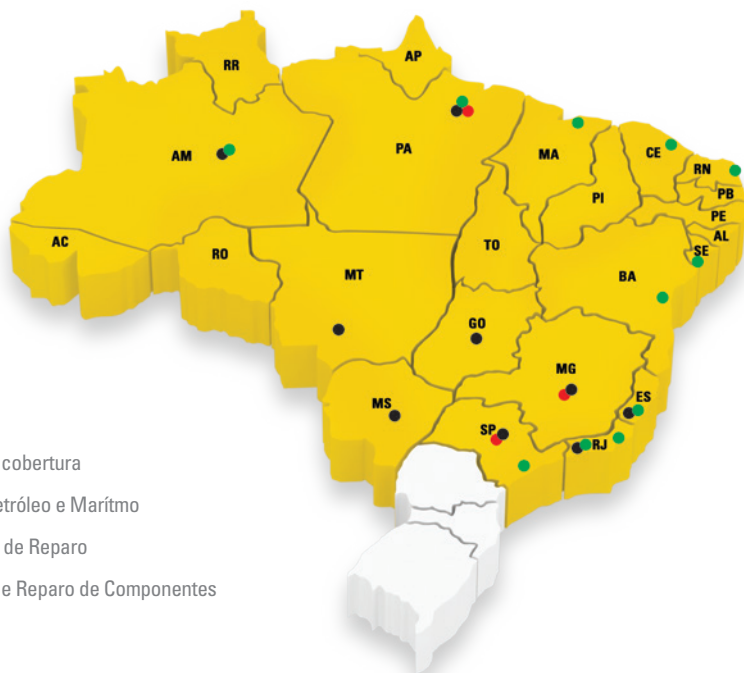 AP
RR
AM
PA
MA
CE
RN
PB
PE
AL
SE
PI
AC
RO
TO
MT
BA
GO
MG
ES
MS
SP
RJ
cobertura
etróleo e Marítmo
de Reparo
e Reparo de Componentes